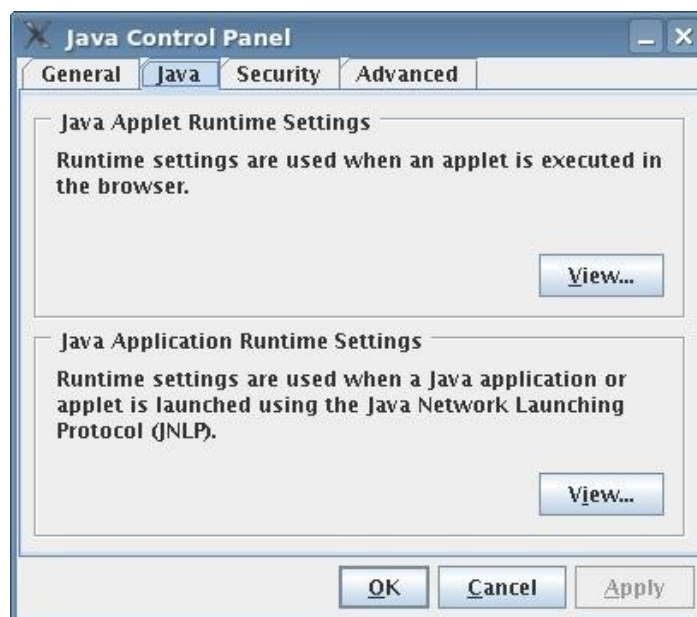 Java Control Panel
General Java Security Advanced
Java Applet Runtime Settings
Runtime settings are used when an applet is executed in
the browser.
View...
Java Application Runtime Settings
Runtime settings are used when a Java application or
applet is launched using the Java Network Launching
Protocol (JNLP).
View...
OK Cancel Apply